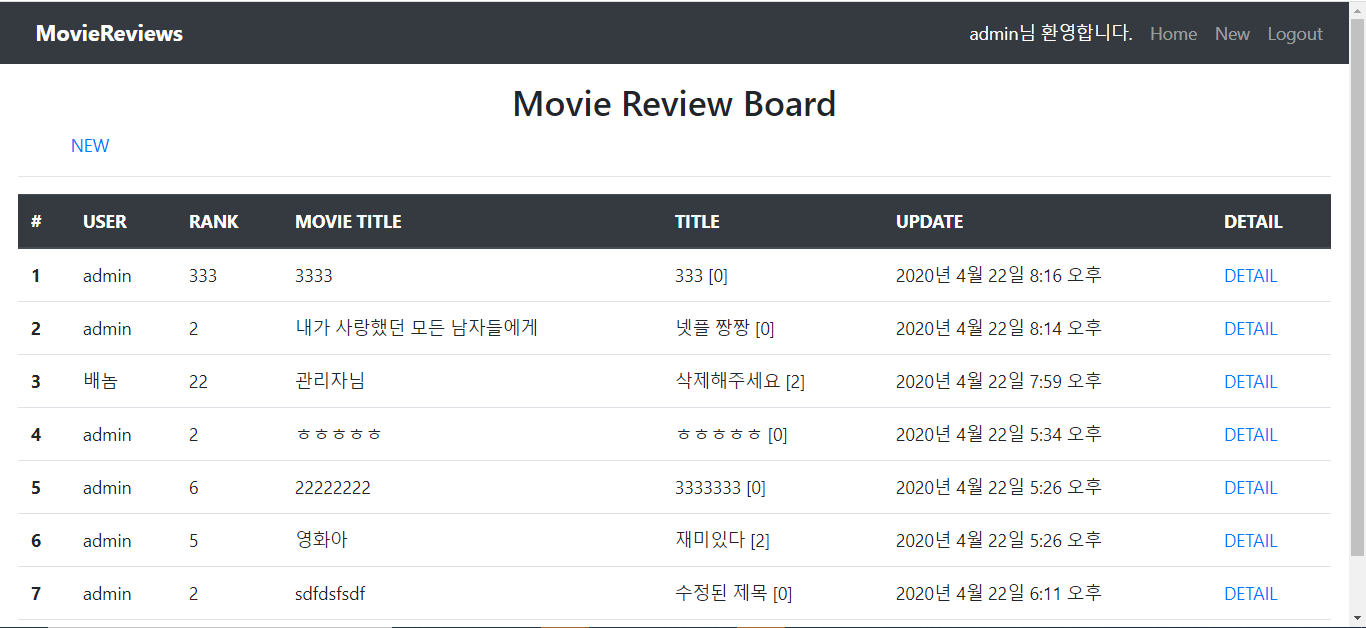 MovieReviews admin님 환영합니다. Home New Logout
Movie Review Board
NEW
# USER RANK MOVIE TITLE TITLE UPDATE DETAIL
1 admin 333 3333 333 [0] 2020년 4월 22일 8:16 오후 DETAIL
2 admin 2 내가 사랑했던 모든 남자들에게 넷플 짱짱 [0] 2020년 4월 22일 8:14 오후 DETAIL
3 배놈 22 관리자님 삭제해주세요 [2] 2020년 4월 22일 7:59 오후 DETAIL
4 admin 2 ㅎㅎㅎㅎㅎ ㅎㅎㅎㅎㅎ [0] 2020년 4월 22일 5:34 오후 DETAIL
5 admin 6 22222222 3333333 [0] 2020년 4월 22일 5:26 오후 DETAIL
6 admin 5 영화아 재미있다 [2] 2020년 4월 22일 5:26 오후 DETAIL
7 admin 2 sdfdsfsdf 수정된 제목 [0] 2020년 4월 22일 6:11 오후 DETAIL